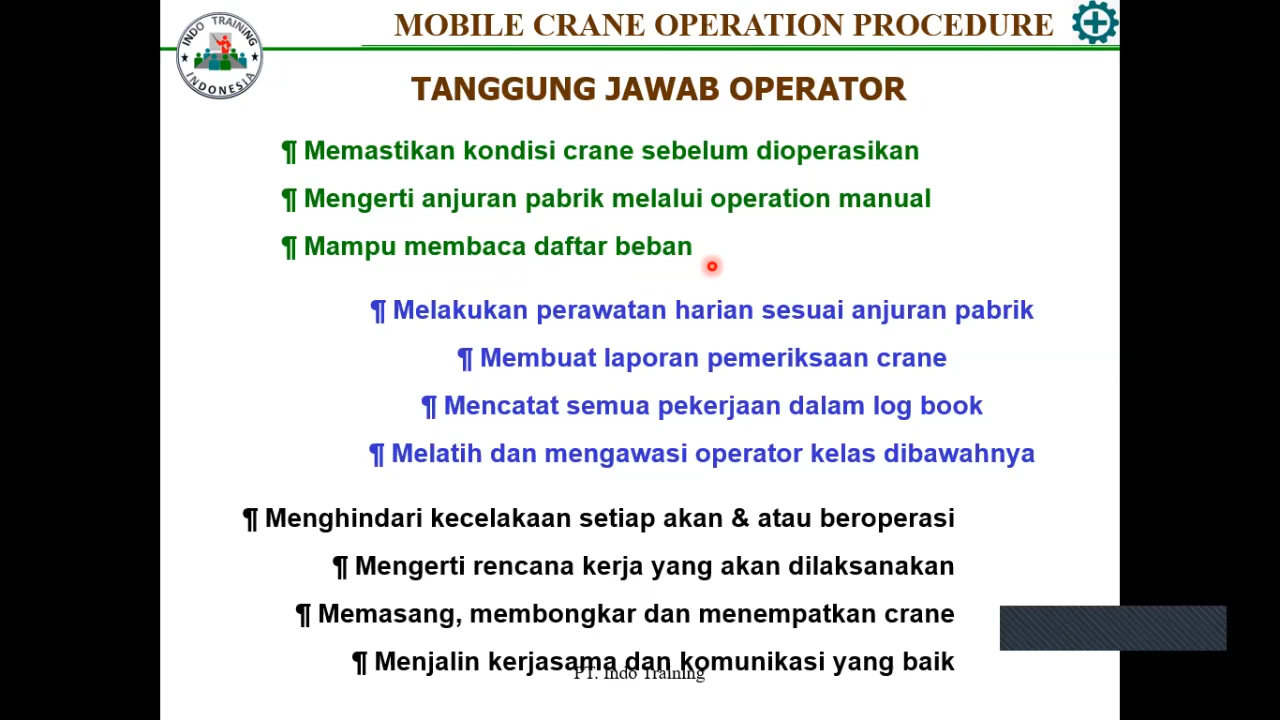 MOBILE CRANE OPERATION PROCEDURE
INDO TRAINING
INDONESIA
TANGGUNG JAWAB OPERATOR
¶ Memastikan kondisi crane sebelum dioperasikan
¶ Mengerti anjuran pabrik melalui operation manual
¶ Mampu membaca daftar beban
¶ Melakukan perawatan harian sesuai anjuran pabrik
¶ Membuat laporan pemeriksaan crane
¶ Mencatat semua pekerjaan dalam log book
¶ Melatih dan mengawasi operator kelas dibawahnya
¶ Menghindari kecelakaan setiap akan & atau beroperasi
¶ Mengerti rencana kerja yang akan dilaksanakan
¶ Memasang, membongkar dan menempatkan crane
¶ Menjalin kerjasama dan komunikasi yang baik
PT. Indo Training